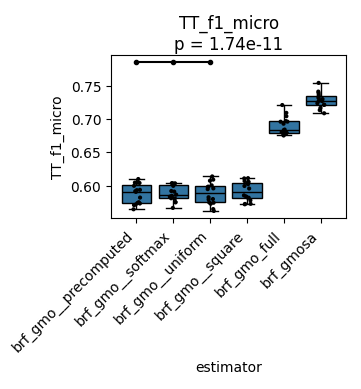 TT_f1_micro
p = 1.74e-11
TT_f1_micro
0.75
0.70
0.65
0.60
brf_gmo__precomputed
brf_gmo__softmax
brf_gmo__uniform
brf_gmo__square
brf_gmo_full
brf_gmosa
estimator